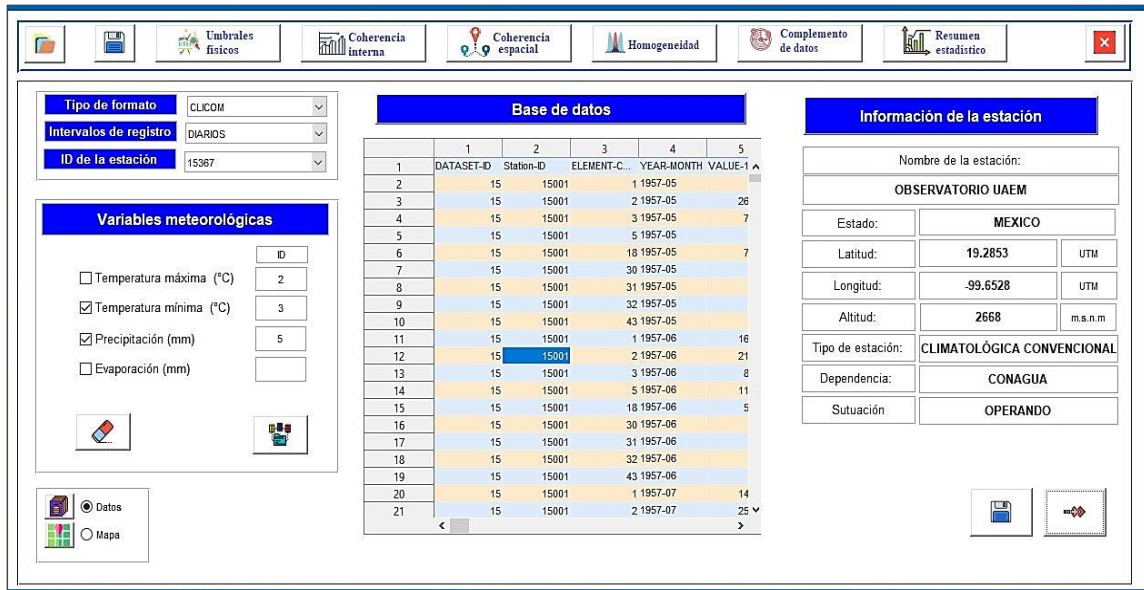 Umbrales
físicos
Coherencia
interna
Coherencia
espacial
Homogeneidad
Complemento
de datos
Resumen
estadístico
Tipo de formato CLICOM
Intervalos de registro DIARIOS
ID de la estación 15367
Variables meteorológicas
ID
Temperatura máxima (°C) 2
Temperatura mínima (°C) 3
Precipitación (mm) 5
Evaporación (mm)
Datos
Mapa
Base de datos
1 2 3 4 5
1 DATASET-ID Station-ID ELEMENT-C... YEAR-MONTH VALUE-1
2 15 15001 1 1957-05
3 15 15001 2 1957-05 26
4 15 15001 3 1957-05 7
5 15 15001 5 1957-05
6 15 15001 18 1957-05 7
7 15 15001 30 1957-05
8 15 15001 31 1957-05
9 15 15001 32 1957-05
10 15 15001 43 1957-05
11 15 15001 1 1957-06 16
12 15 15001 2 1957-06 21
13 15 15001 3 1957-06 8
14 15 15001 5 1957-06 11
15 15 15001 18 1957-06 5
16 15 15001 30 1957-06
17 15 15001 31 1957-06
18 15 15001 32 1957-06
19 15 15001 43 1957-06
20 15 15001 1 1957-07 14
21 15 15001 2 1957-07 25
Información de la estación
Nombre de la estación:
OBSERVATORIO UAEM
Estado: MEXICO
Latitud: 19.2853 UTM
Longitud: -99.6528 UTM
Altitud: 2668 m.s.n.m
Tipo de estación: CLIMATOLÓGICA CONVENCIONAL
Dependencia: CONAGUA
Sutuación OPERANDO